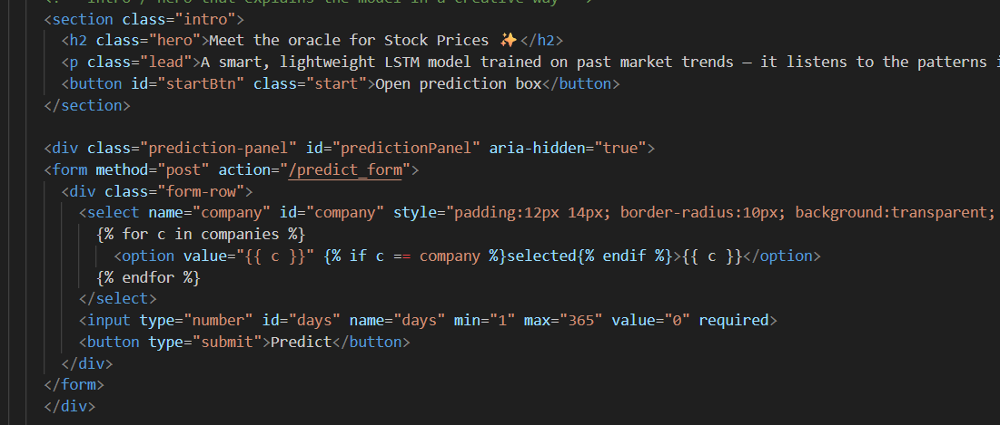 <!-- Intro / hero that explains the model in a creative way -->
<section class="intro">
<h2 class="hero">Meet the oracle for Stock Prices ✨</h2>
<p class="lead">A smart, lightweight LSTM model trained on past market trends — it listens to the patterns i
<button id="startBtn" class="start">Open prediction box</button>
</section>
<div class="prediction-panel" id="predictionPanel" aria-hidden="true">
<form method="post" action="/predict_form">
<div class="form-row">
<select name="company" id="company" style="padding:12px 14px; border-radius:10px; background:transparent;
{% for c in companies %}
<option value="{{ c }}" {% if c == company %}selected{% endif %}>{{ c }}</option>
{% endfor %}
</select>
<input type="number" id="days" name="days" min="1" max="365" value="0" required>
<button type="submit">Predict</button>
</div>
</form>
</div>